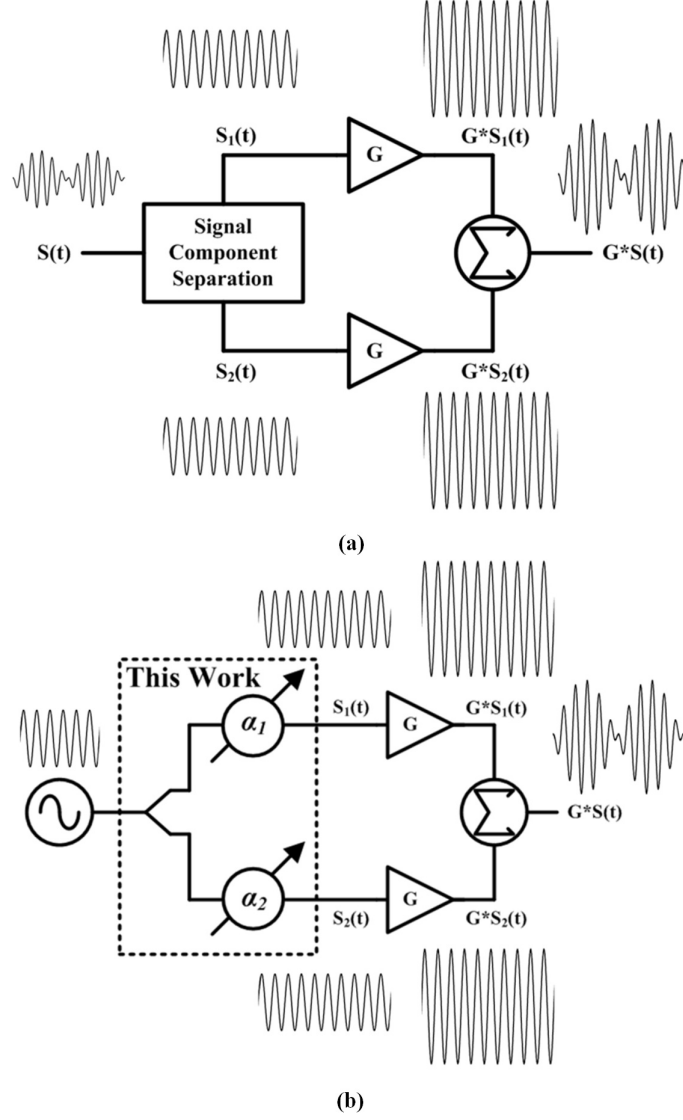 S₁(t)
G
G*S₁(t)
S(t)
Signal
Component
Separation
G*S(t)
S₂(t)
G
G*S₂(t)
(a)
This Work
α₁
S₁(t)
G
G*S₁(t)
G*S(t)
α₂
S₂(t)
G
G*S₂(t)
(b)